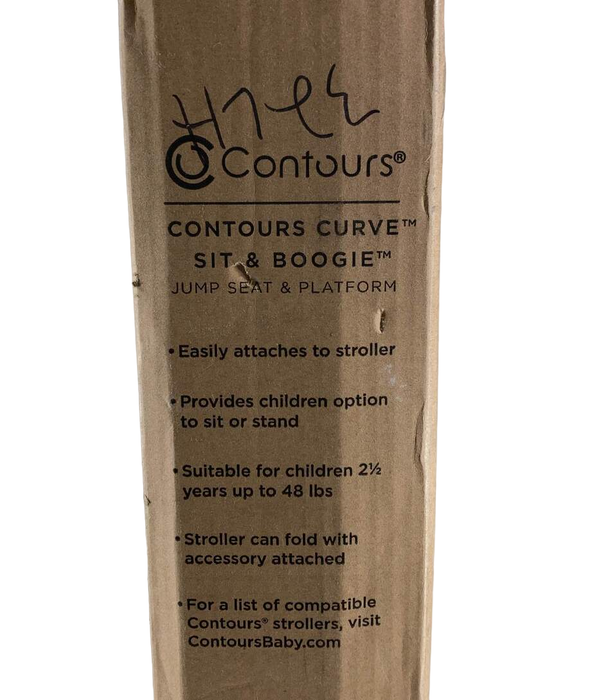 Contours®
CONTOURS CURVE™
SIT & BOOGIE™
JUMP SEAT & PLATFORM
• Easily attaches to stroller
• Provides children option
to sit or stand
• Suitable for children 2½
years up to 48 lbs
• Stroller can fold with
accessory attached
• For a list of compatible
Contours® strollers, visit
ContoursBaby.com